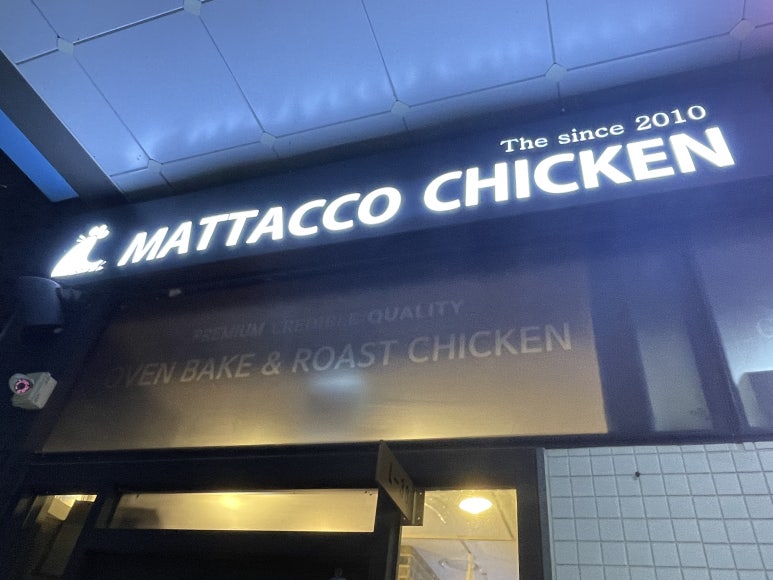 The since 2010
MATTACCO CHICKEN
PREMIUM CREDIBLE QUALITY
OVEN BAKE & ROAST CHICKEN